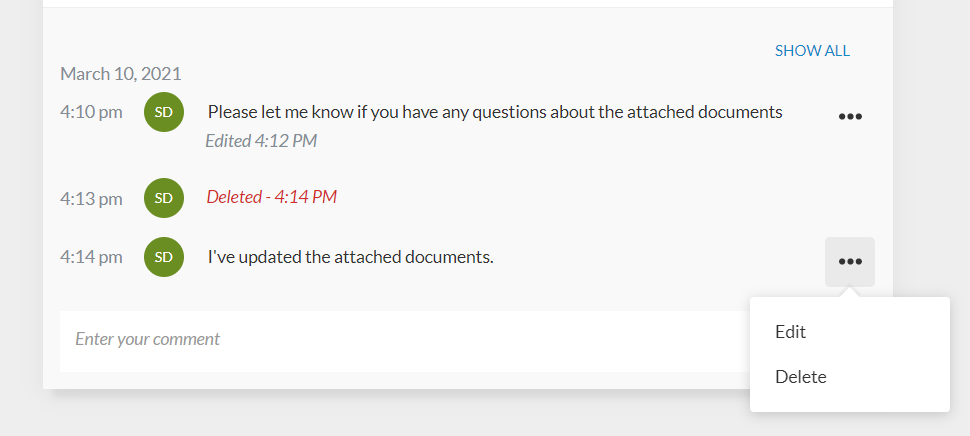 SHOW ALL
March 10, 2021
4:10 pm SD Please let me know if you have any questions about the attached documents
Edited 4:12 PM
4:13 pm SD Deleted - 4:14 PM
4:14 pm SD I've updated the attached documents.
Enter your comment
Edit
Delete